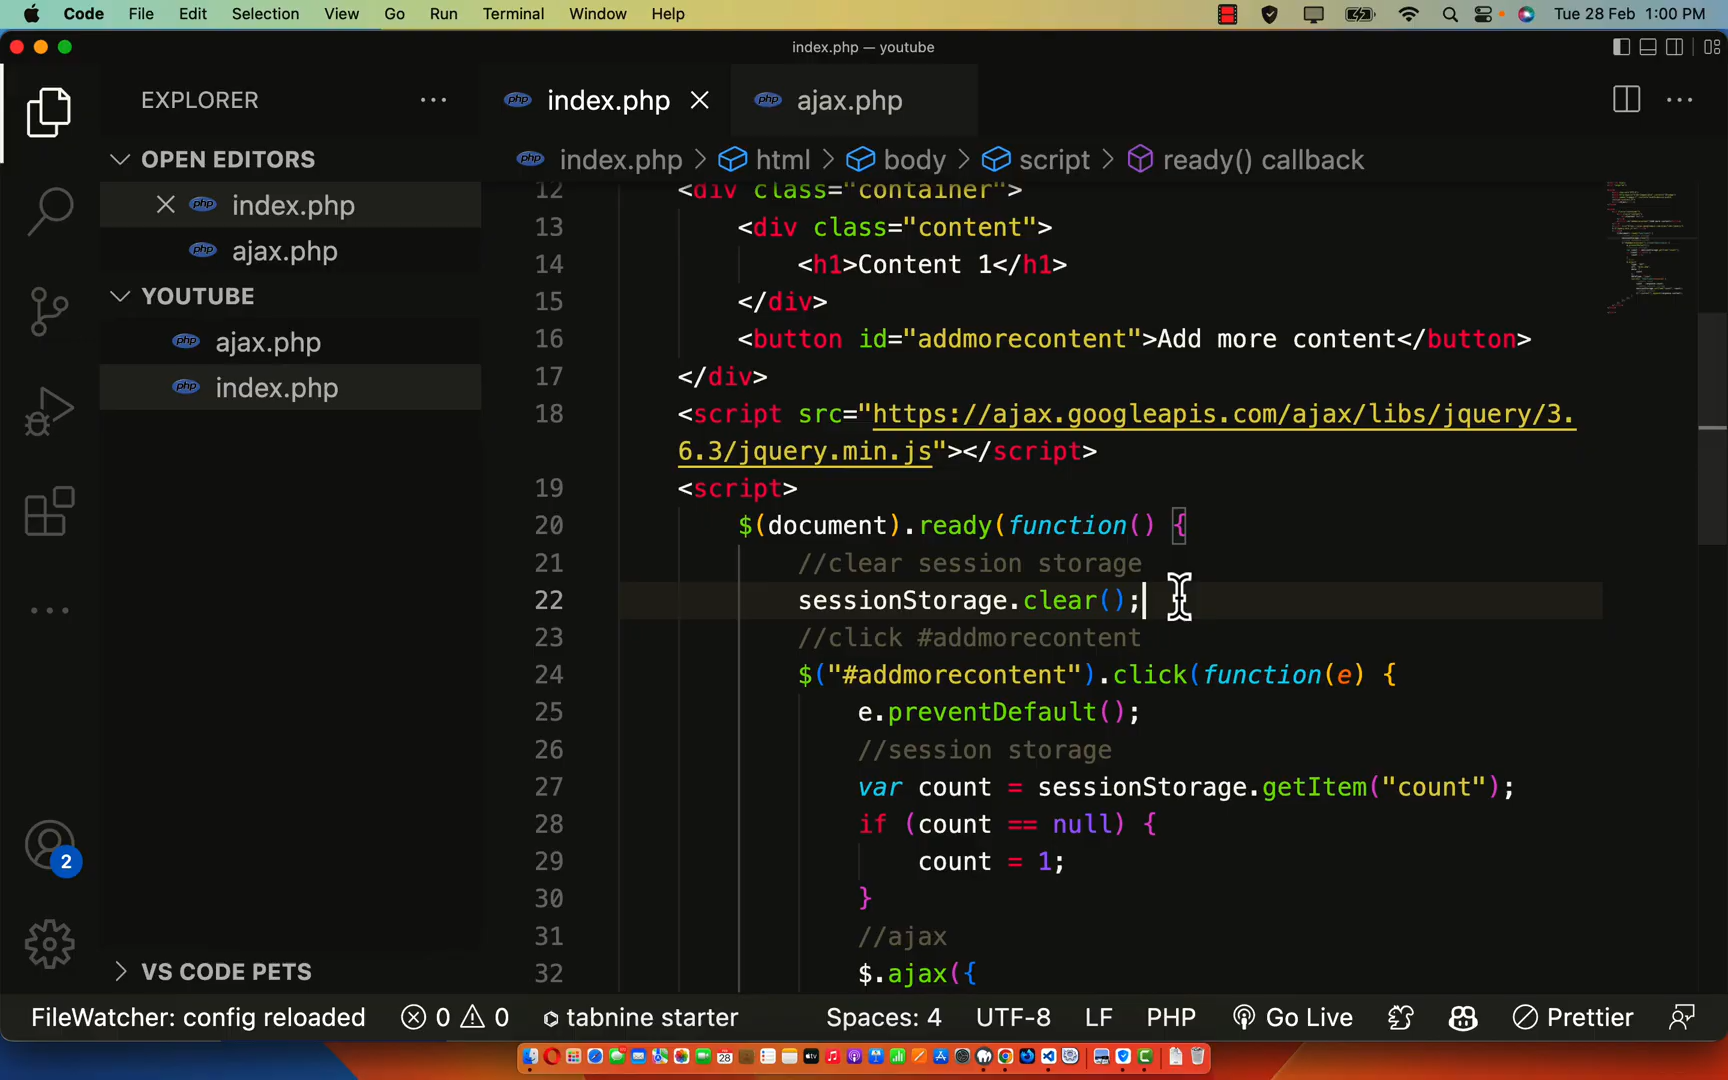 Code File Edit Selection View Go Run Terminal Window Help Tue 28 Feb 1:00 PM
index.php — youtube
EXPLORER
index.php
ajax.php
OPEN EDITORS
index.php
ajax.php
YOUTUBE
ajax.php
index.php
VS CODE PETS
2
index.php > html > body > script > ready() callback
12 <div class="container">
13 <div class="content">
14 <h1>Content 1</h1>
15 </div>
16 <button id="addmorecontent">Add more content</button>
17 </div>
18 <script src="https://ajax.googleapis.com/ajax/libs/jquery/3.
6.3/jquery.min.js"></script>
19 <script>
20 $(document).ready(function() {
21 //clear session storage
22 sessionStorage.clear();
23 //click #addmorecontent
24 $("#addmorecontent").click(function(e) {
25 e.preventDefault();
26 //session storage
27 var count = sessionStorage.getItem("count");
28 if (count == null) {
29 count = 1;
30 }
31 //ajax
32 $.ajax({
FileWatcher: config reloaded 0 0 tabnine starter Spaces: 4 UTF-8 LF PHP Go Live Prettier